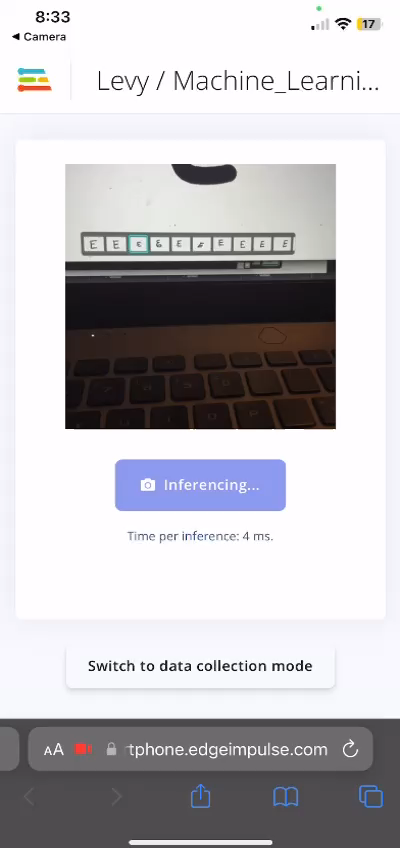 8:33
17
◀ Camera
Levy / Machine_Learni...
E E E & E E E E E
Inferencing...
Time per inference: 4 ms.
Switch to data collection mode
AA tphone.edgeimpulse.com